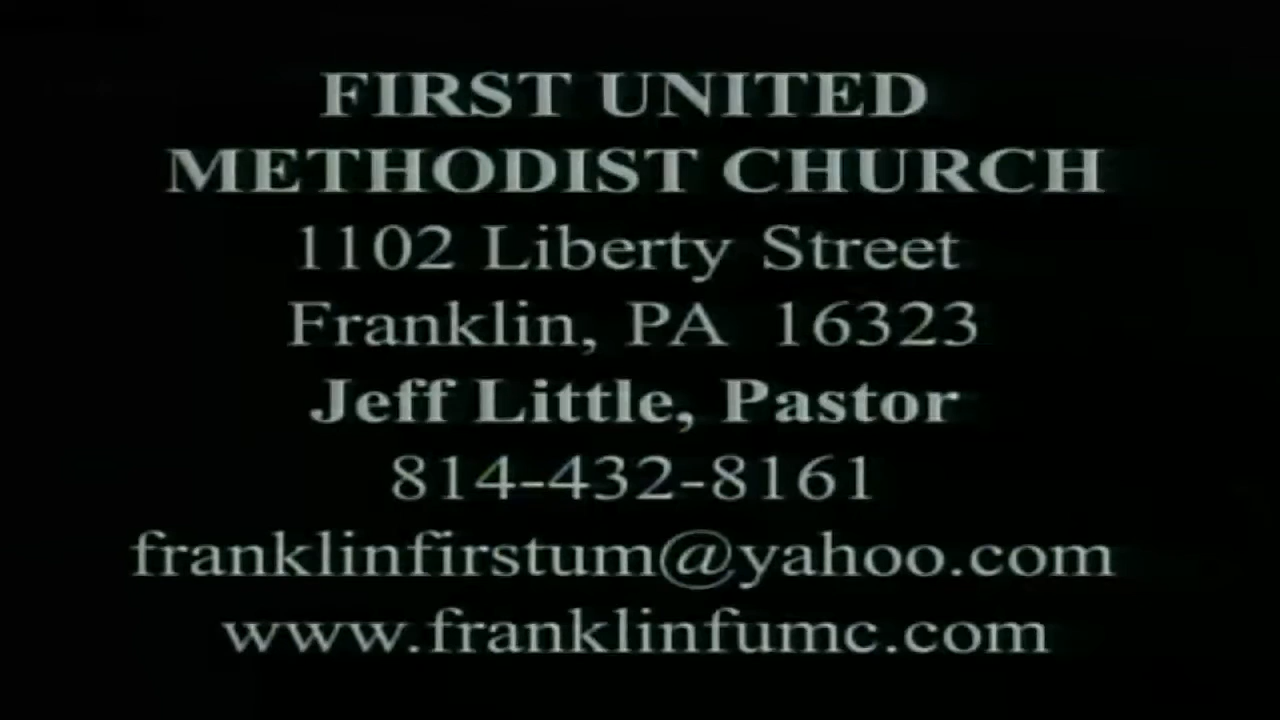 FIRST UNITED
METHODIST CHURCH
1102 Liberty Street
Franklin, PA 16323
Jeff Little, Pastor
814-432-8161
franklinfirstum@yahoo.com
www.franklinfumc.com